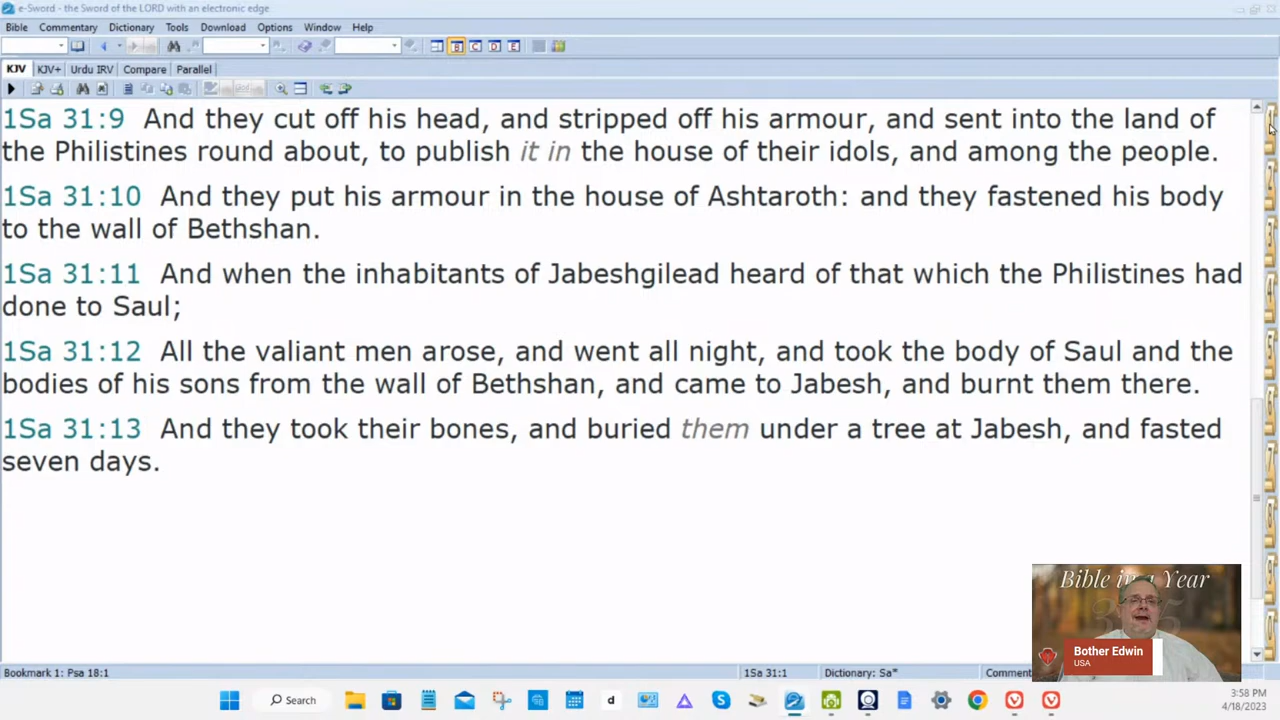 e-Sword - the Sword of the LORD with an electronic edge
Bible Commentary Dictionary Tools Download Options Window Help
B C D E
KJV KJV+ Urdu IRV Compare Parallel
1Sa 31:9 And they cut off his head, and stripped off his armour, and sent into the land of
the Philistines round about, to publish it in the house of their idols, and among the people.
1Sa 31:10 And they put his armour in the house of Ashtaroth: and they fastened his body
to the wall of Bethshan.
1Sa 31:11 And when the inhabitants of Jabeshgilead heard of that which the Philistines had
done to Saul;
1Sa 31:12 All the valiant men arose, and went all night, and took the body of Saul and the
bodies of his sons from the wall of Bethshan, and came to Jabesh, and burnt them there.
1Sa 31:13 And they took their bones, and buried them under a tree at Jabesh, and fasted
seven days.
Bible in a Year
Bother Edwin
USA
Bookmark 1: Psa 18:1 1Sa 31:1 Dictionary: Sa* Comment
Search
d
3:58 PM
4/18/2023